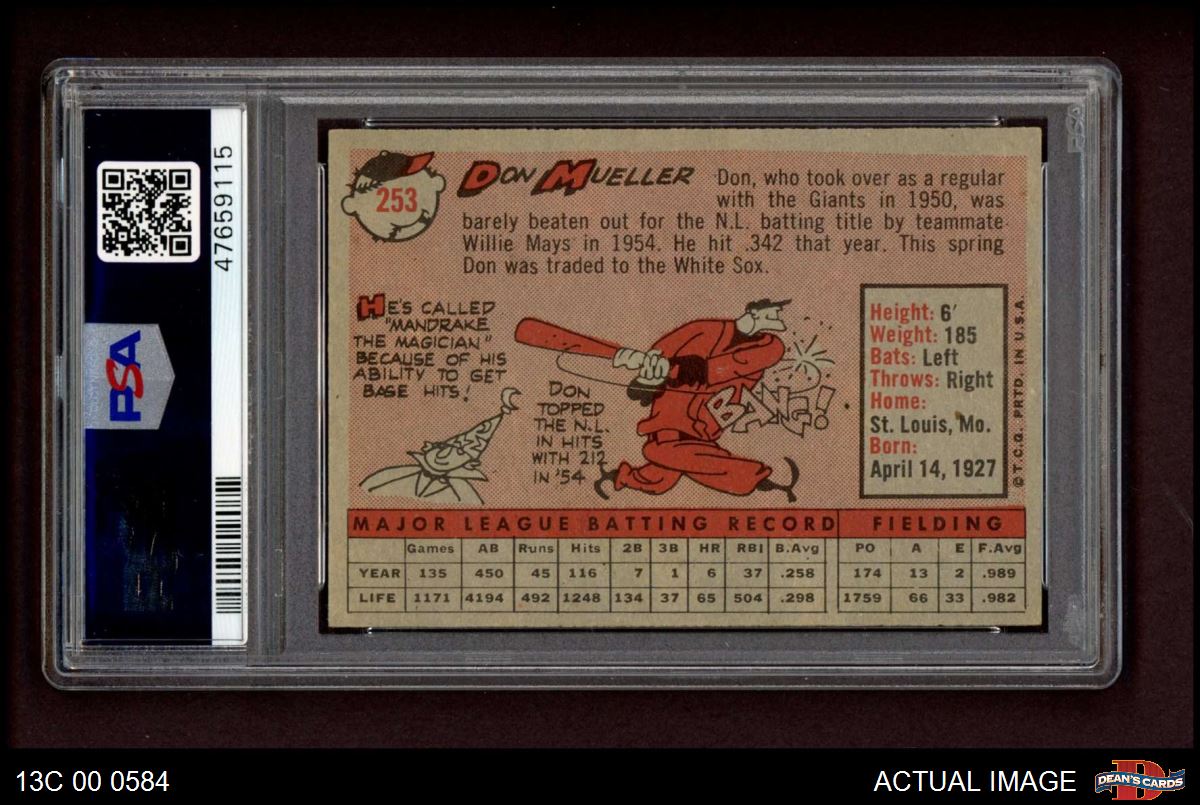 47659115
PSA
253
DON MUELLER
Don, who took over as a regular
with the Giants in 1950, was
barely beaten out for the N.L. batting title by teammate
Willie Mays in 1954. He hit .342 that year. This spring
Don was traded to the White Sox.
HE'S CALLED
"MANDRAKE
THE MAGICIAN"
BECAUSE OF HIS
ABILITY TO GET
BASE HITS!
DON
TOPPED
THE N.L.
IN HITS
WITH 212
IN '54
BANG!
Height: 6'
Weight: 185
Bats: Left
Throws: Right
Home:
St. Louis, Mo.
Born:
April 14, 1927
© T.C.G. PRTD. IN U.S.A.
MAJOR LEAGUE BATTING RECORD FIELDING
Games AB Runs Hits 2B 3B HR RBI B.Avg PO A E F.Avg
YEAR 135 450 45 116 7 1 6 37 .258 174 13 2 .989
LIFE 1171 4194 492 1248 134 37 65 504 .298 1759 66 33 .982
13C 00 0584
ACTUAL IMAGE
DEAN'S CARDS